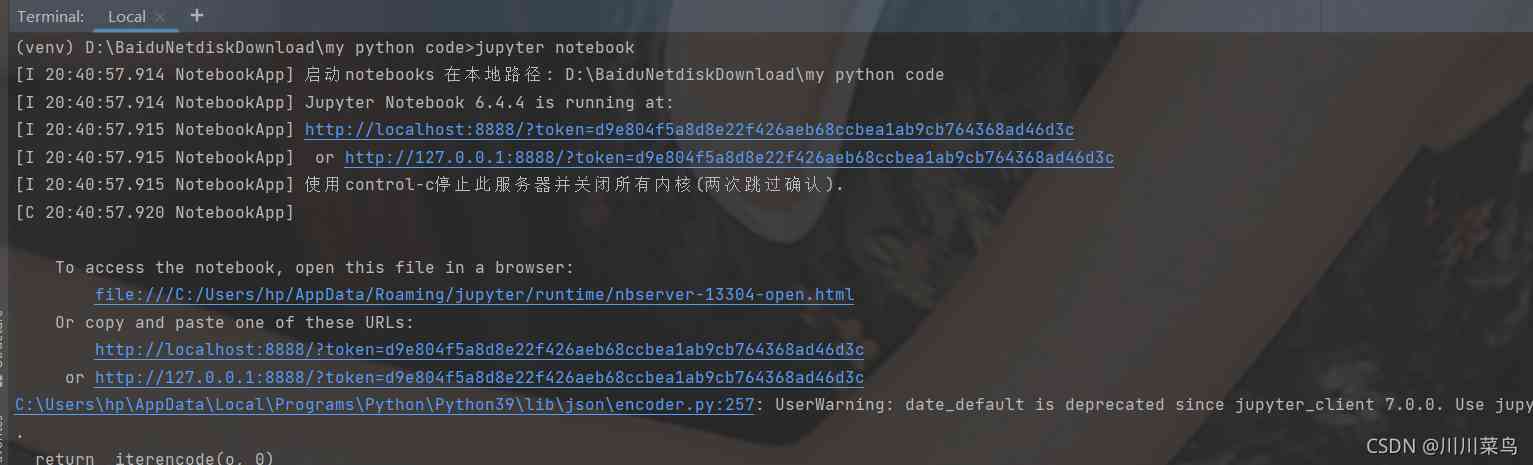 Terminal: Local × +
(venv) D:\BaiduNetdiskDownload\my python code>jupyter notebook
[I 20:40:57.914 NotebookApp] 启动notebooks 在本地路径: D:\BaiduNetdiskDownload\my python code
[I 20:40:57.914 NotebookApp] Jupyter Notebook 6.4.4 is running at:
[I 20:40:57.915 NotebookApp] http://localhost:8888/?token=d9e804f5a8d8e22f426aeb68ccbea1ab9cb764368ad46d3c
[I 20:40:57.915 NotebookApp]  or http://127.0.0.1:8888/?token=d9e804f5a8d8e22f426aeb68ccbea1ab9cb764368ad46d3c
[I 20:40:57.915 NotebookApp] 使用control-c停止此服务器并关闭所有内核(两次跳过确认).
[C 20:40:57.920 NotebookApp]
To access the notebook, open this file in a browser:
file:///C:/Users/hp/AppData/Roaming/jupyter/runtime/nbserver-13304-open.html
Or copy and paste one of these URLs:
http://localhost:8888/?token=d9e804f5a8d8e22f426aeb68ccbea1ab9cb764368ad46d3c
or http://127.0.0.1:8888/?token=d9e804f5a8d8e22f426aeb68ccbea1ab9cb764368ad46d3c
C:\Users\hp\AppData\Local\Programs\Python\Python39\lib\json\encoder.py:257: UserWarning: date_default is deprecated since jupyter_client 7.0.0. Use jupy
.
return _iterencode(o, 0)
CSDN @川川菜鸟